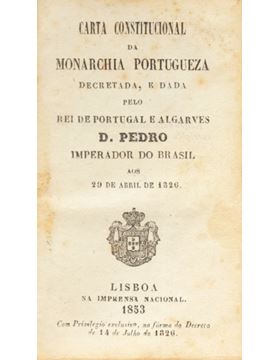 CARTA CONSTITUCIONAL
DA
MONARCHIA PORTUGUEZA
DECRETADA, E DADA
PELO
REI DE PORTUGAL E ALGARVES
D. PEDRO
IMPERADOR DO BRASIL
AOS
29 DE ABRIL DE 1826.
LISBOA
NA IMPRENSA NACIONAL.
1833
Com Privilegio exclusivo, na fórma do Decreto
de 14 de Julho de 1826.